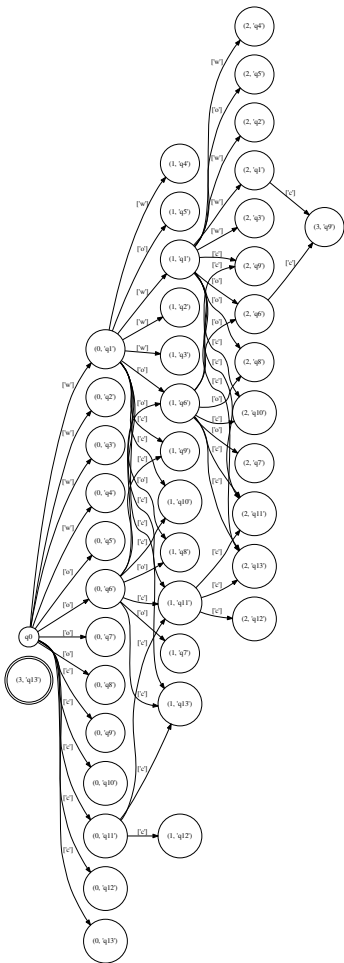 (2, 'q4')
['w']
(2, 'q5')
['o']
(2, 'q2')
['w']
(1, 'q4')
(2, 'q1')
['w']
['c']
['w']
(1, 'q5')
(2, 'q3')
['w']
(3, 'q9')
['o']
(1, 'q1')
['c']
(2, 'q9')
['c']
['w']
['o']
['c']
(1, 'q2')
(2, 'q6')
['w']
['o']
(0, 'q1')
(1, 'q3')
['w']
['c']
(2, 'q8')
['o']
['c']
['w']
(0, 'q2')
['o']
(1, 'q6')
(2, 'q10')
['c']
['c']
['o']
['w']
(0, 'q3')
['c']
(1, 'q9')
(2, 'q7')
['c']
['o']
['w']
(0, 'q4')
['c']
(1, 'q10')
['c']
(2, 'q11')
['w']
(0, 'q5')
(1, 'q8')
['c']
(2, 'q13')
['o']
['o']
(0, 'q6')
['c']
(1, 'q11')
['c']
(2, 'q12')
['o']
['c']
['o']
q0
['o']
(0, 'q7')
(1, 'q7')
['o']
(3, 'q13')
['c']
(0, 'q8')
['c']
(1, 'q13')
['c']
(0, 'q9')
['c']
(0, 'q10')
['c']
(0, 'q11')
['c']
(1, 'q12')
['c']
(0, 'q12')
(0, 'q13')